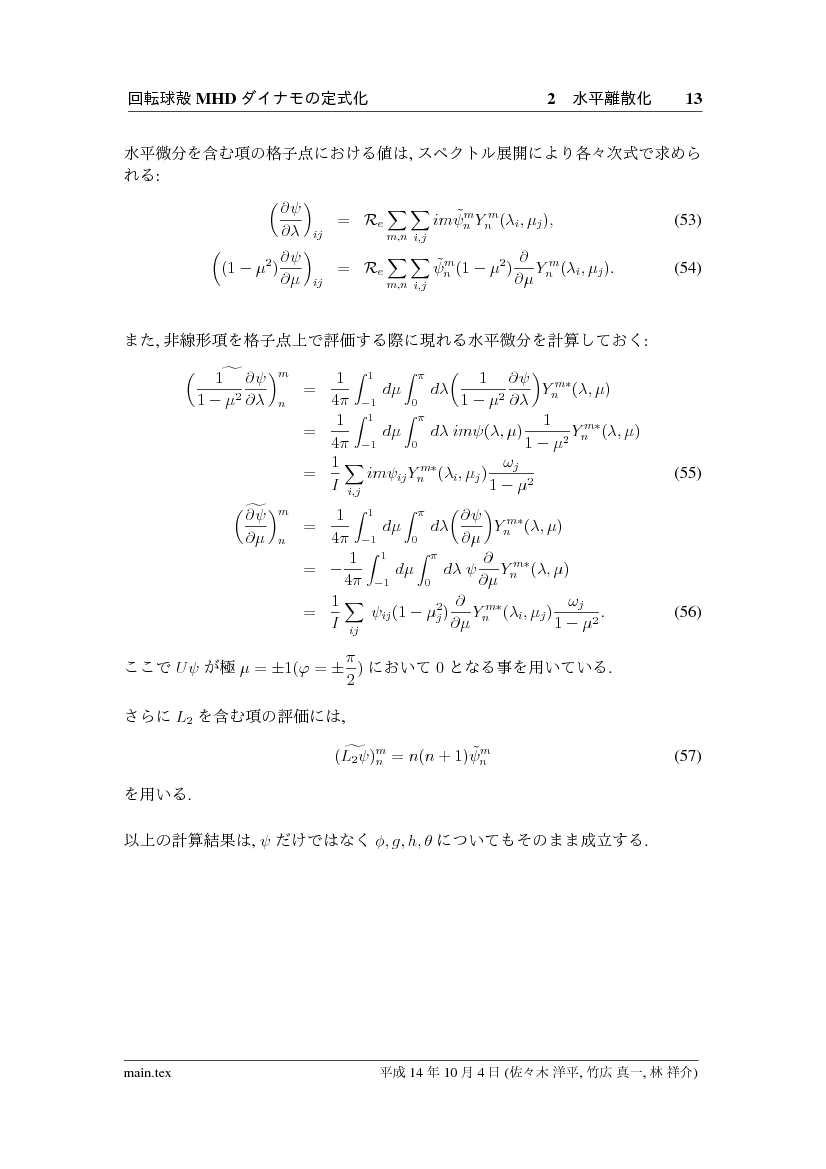 回転球殻 MHD ダイナモの定式化 2 水平離散化 13
水平微分を含む項の格子点における値は, スペクトル展開により各々次式で求めら
れる:
$\left(\frac{\partial\psi}{\partial\lambda}\right)_{ij} = \mathcal{R}_e \sum_{m,n}\sum_{i,j} im\tilde{\psi}_n^m Y_n^m(\lambda_i, \mu_j),$ (53)
$\left((1-\mu^2)\frac{\partial\psi}{\partial\mu}\right)_{ij} = \mathcal{R}_e \sum_{m,n}\sum_{i,j} \tilde{\psi}_n^m (1-\mu^2)\frac{\partial}{\partial\mu} Y_n^m(\lambda_i, \mu_j).$ (54)
また, 非線形項を格子点上で評価する際に現れる水平微分を計算しておく:
$\left(\widetilde{\frac{1}{1-\mu^2}\frac{\partial\psi}{\partial\lambda}}\right)_n^m = \frac{1}{4\pi}\int_{-1}^{1} d\mu \int_0^{\pi} d\lambda \left(\frac{1}{1-\mu^2}\frac{\partial\psi}{\partial\lambda}\right) Y_n^{m*}(\lambda, \mu)$
$= \frac{1}{4\pi}\int_{-1}^{1} d\mu \int_0^{\pi} d\lambda\, im\psi(\lambda, \mu)\frac{1}{1-\mu^2} Y_n^{m*}(\lambda, \mu)$
$= \frac{1}{I}\sum_{i,j} im\psi_{ij} Y_n^{m*}(\lambda_i, \mu_j)\frac{\omega_j}{1-\mu^2}$ (55)
$\left(\widetilde{\frac{\partial\psi}{\partial\mu}}\right)_n^m = \frac{1}{4\pi}\int_{-1}^{1} d\mu \int_0^{\pi} d\lambda \left(\frac{\partial\psi}{\partial\mu}\right) Y_n^{m*}(\lambda, \mu)$
$= -\frac{1}{4\pi}\int_{-1}^{1} d\mu \int_0^{\pi} d\lambda\, \psi\frac{\partial}{\partial\mu} Y_n^{m*}(\lambda, \mu)$
$= \frac{1}{I}\sum_{ij} \psi_{ij}(1-\mu_j^2)\frac{\partial}{\partial\mu} Y_n^{m*}(\lambda_i, \mu_j)\frac{\omega_j}{1-\mu^2}.$ (56)
ここで $U\psi$ が極 $\mu = \pm 1(\varphi = \pm\frac{\pi}{2})$ において 0 となる事を用いている.
さらに $L_2$ を含む項の評価には,
$(\widetilde{L_2\psi})_n^m = n(n+1)\tilde{\psi}_n^m$ (57)
を用いる.
以上の計算結果は, $\psi$ だけではなく $\phi, g, h, \theta$ についてもそのまま成立する.
main.tex 平成 14 年 10 月 4 日 (佐々木 洋平, 竹広 真一, 林 祥介)